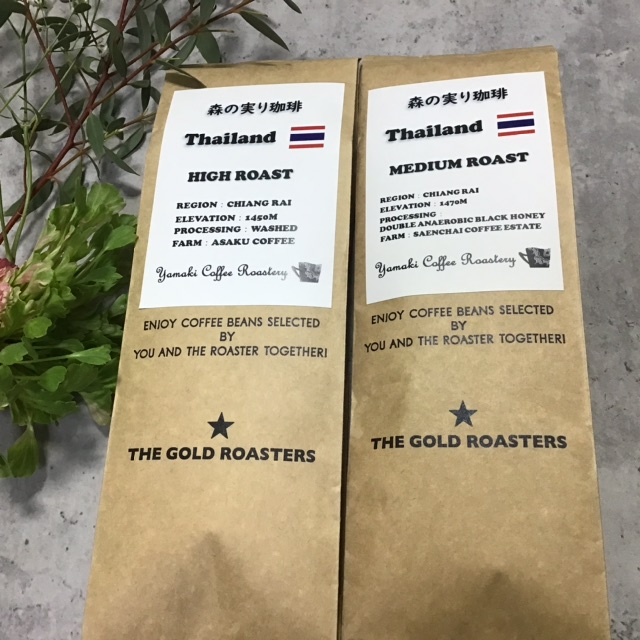 森の実り珈琲
Thailand
HIGH ROAST
REGION：CHIANG RAI
ELEVATION：1450M
PROCESSING：WASHED
FARM：ASAKU COFFEE
Yamaki Coffee Roastery
ENJOY COFFEE BEANS SELECTED
BY
YOU AND THE ROASTER TOGETHER!
THE GOLD ROASTERS
森の実り珈琲
Thailand
MEDIUM ROAST
REGION：CHIANG RAI
ELEVATION：1470M
PROCESSING：
DOUBLE ANAEROBIC BLACK HONEY
FARM：SAENCHAI COFFEE ESTATE
Yamaki Coffee Roastery
ENJOY COFFEE BEANS SELECTED
BY
YOU AND THE ROASTER TOGETHER!
THE GOLD ROASTERS